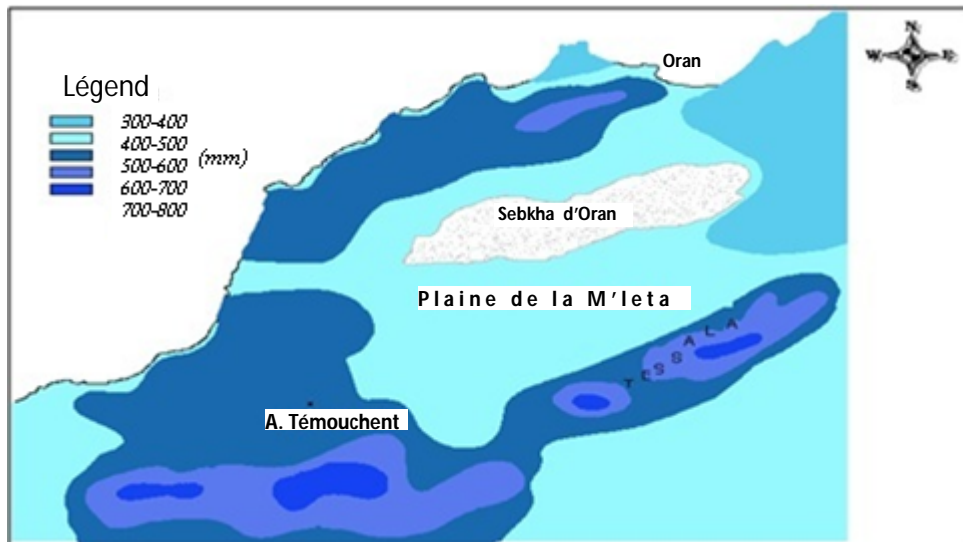 N
W E
S
Oran
Légend
300-400
400-500
500-600 (mm)
600-700
700-800
Sebkha d'Oran
Plaine de la M'leta
TESSALA
A. Témouchent